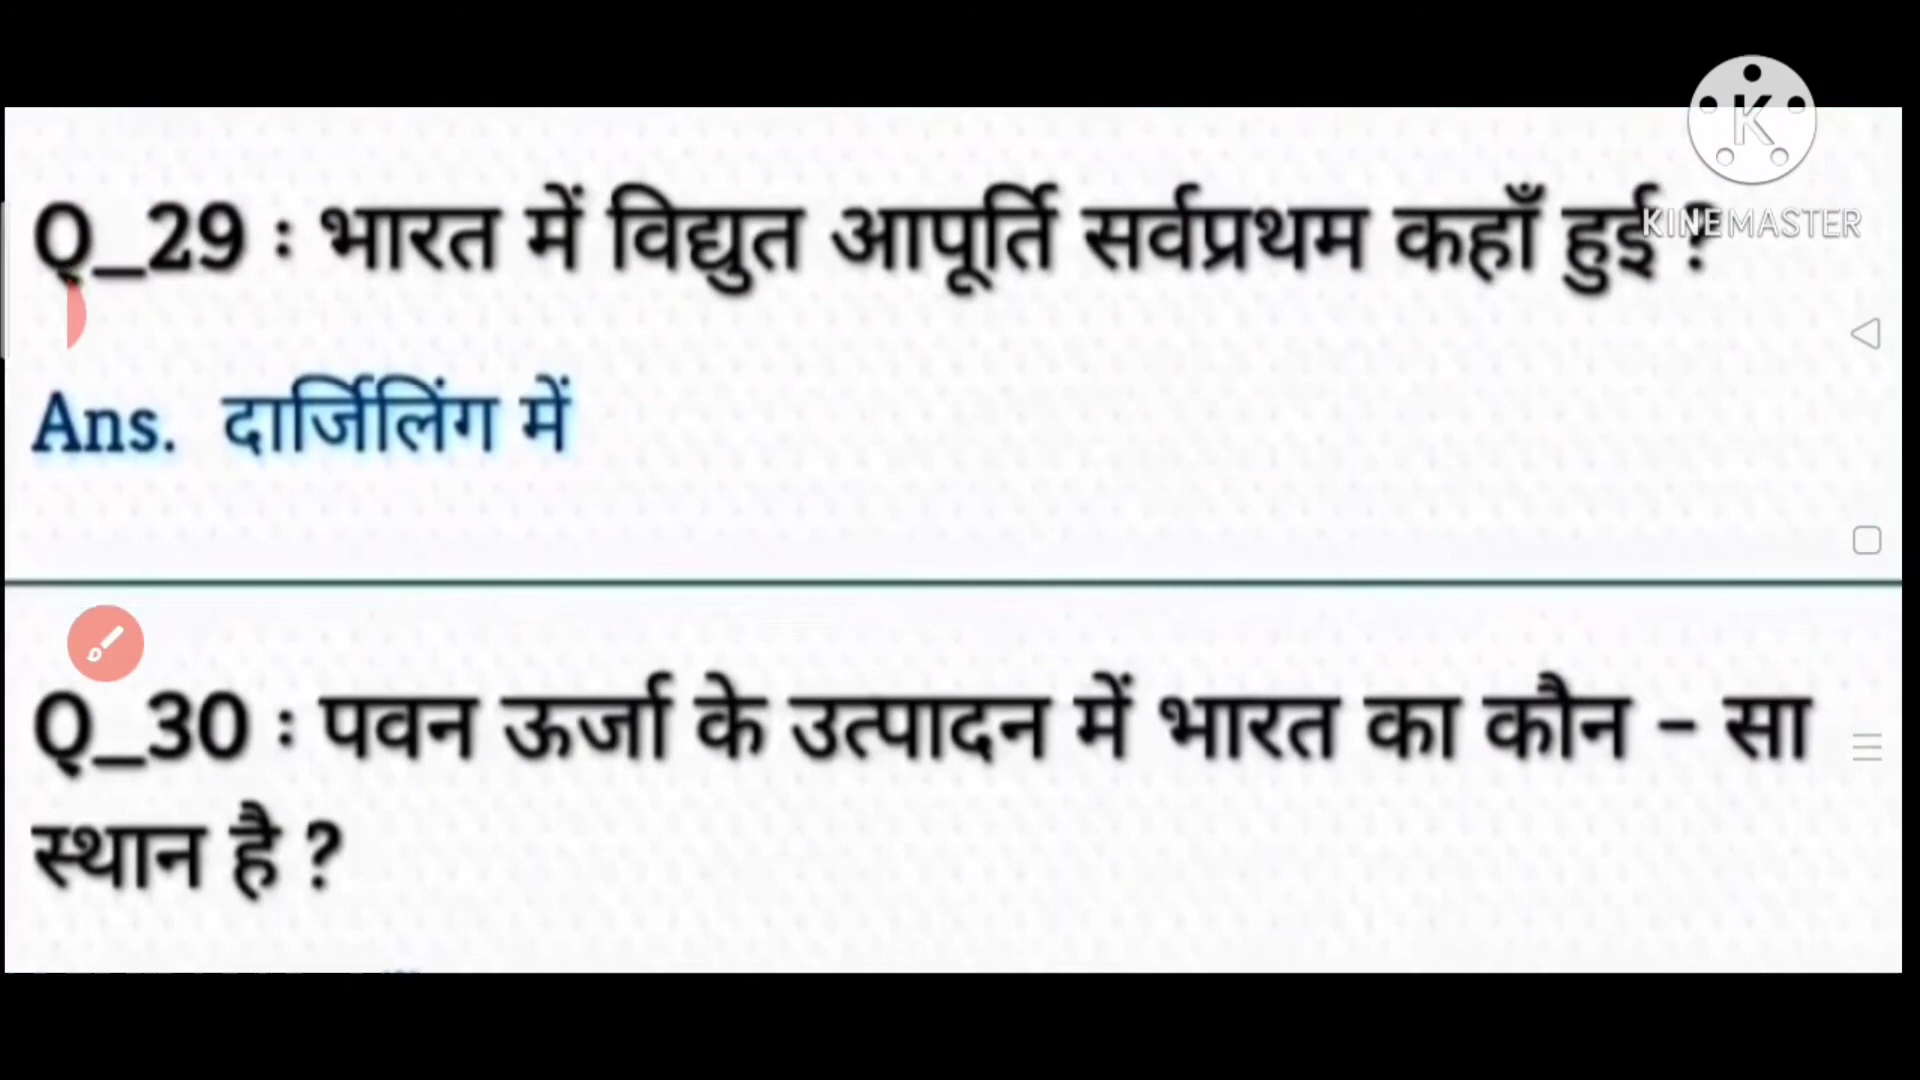 K
KINEMASTER
Q_29 : भारत में विद्युत आपूर्ति सर्वप्रथम कहाँ हुई ?
Ans. दार्जिलिंग में
Q_30 : पवन ऊर्जा के उत्पादन में भारत का कौन - सा
स्थान है ?